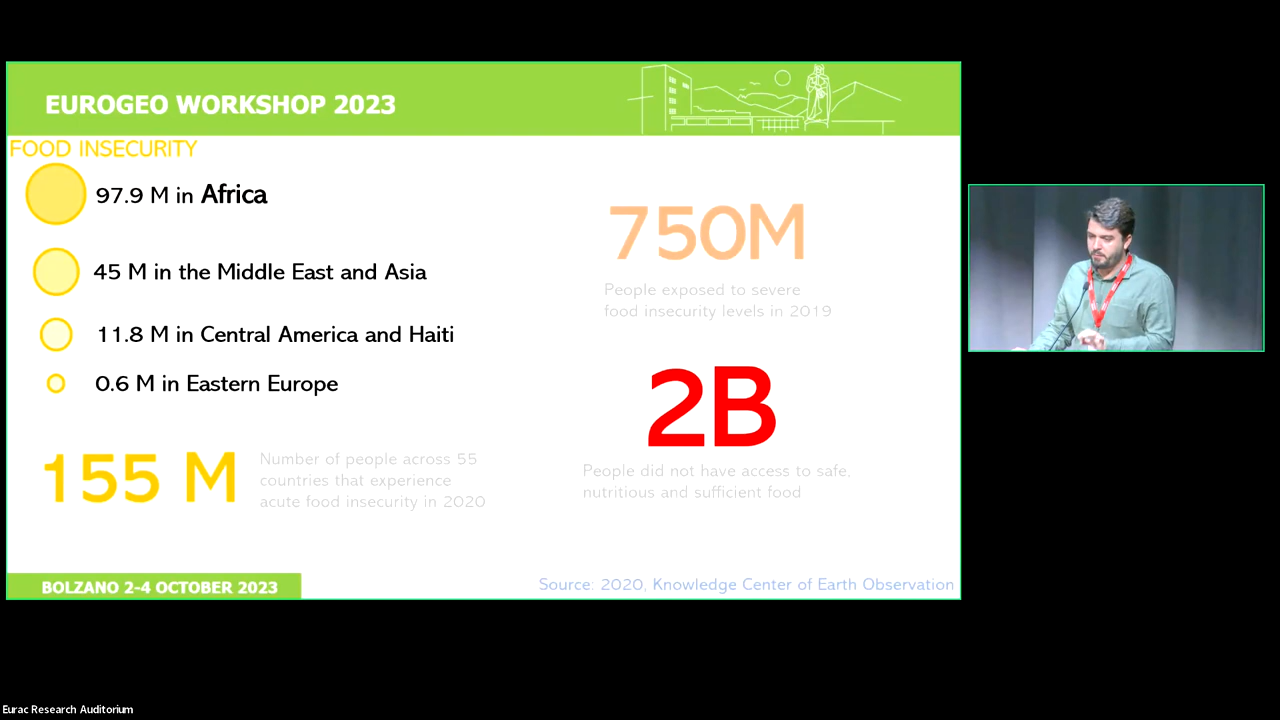 EUROGEO WORKSHOP 2023
FOOD INSECURITY
97.9 M in Africa
45 M in the Middle East and Asia
11.8 M in Central America and Haiti
0.6 M in Eastern Europe
155 M
Number of people across 55
countries that experience
acute food insecurity in 2020
750M
People exposed to severe
food insecurity levels in 2019
2B
People did not have access to safe,
nutritious and sufficient food
BOLZANO 2-4 OCTOBER 2023
Source: 2020, Knowledge Center of Earth Observation
Eurac Research Auditorium